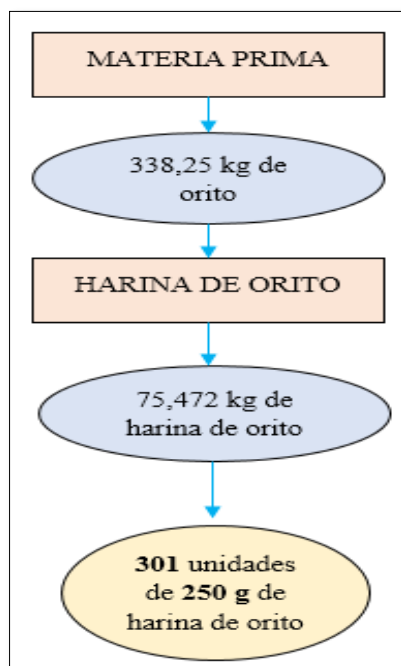 MATERIA PRIMA
338,25 kg de
orito
HARINA DE ORITO
75,472 kg de
harina de orito
301 unidades
de 250 g de
harina de orito